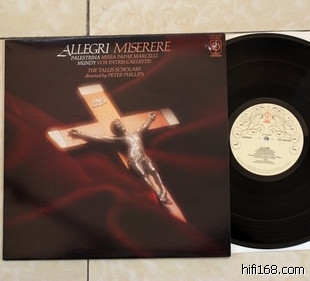 ALLEGRI MISERERE
PALESTRINA MISSA PAPAE MARCELLI
MUNDY VOX PATRIS CAELESTIS
THE TALLIS SCHOLARS
directed by PETER PHILLIPS
hifi168.com